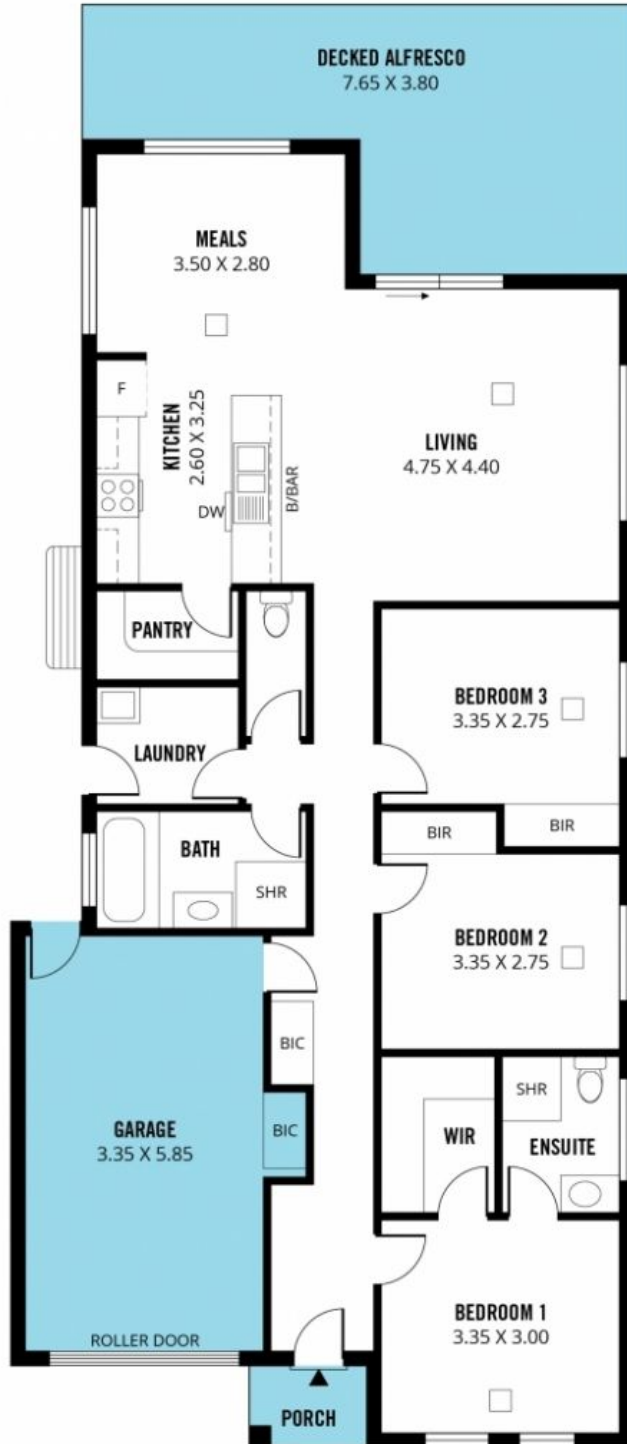 DECKED ALFRESCO
7.65 X 3.80
MEALS
3.50 X 2.80
F
KITCHEN
2.60 X 3.25
DW
B/BAR
LIVING
4.75 X 4.40
PANTRY
BEDROOM 3
3.35 X 2.75
LAUNDRY
BIR
BIR
BATH
SHR
BEDROOM 2
3.35 X 2.75
BIC
BIC
GARAGE
3.35 X 5.85
WIR
SHR
ENSUITE
BEDROOM 1
3.35 X 3.00
ROLLER DOOR
PORCH